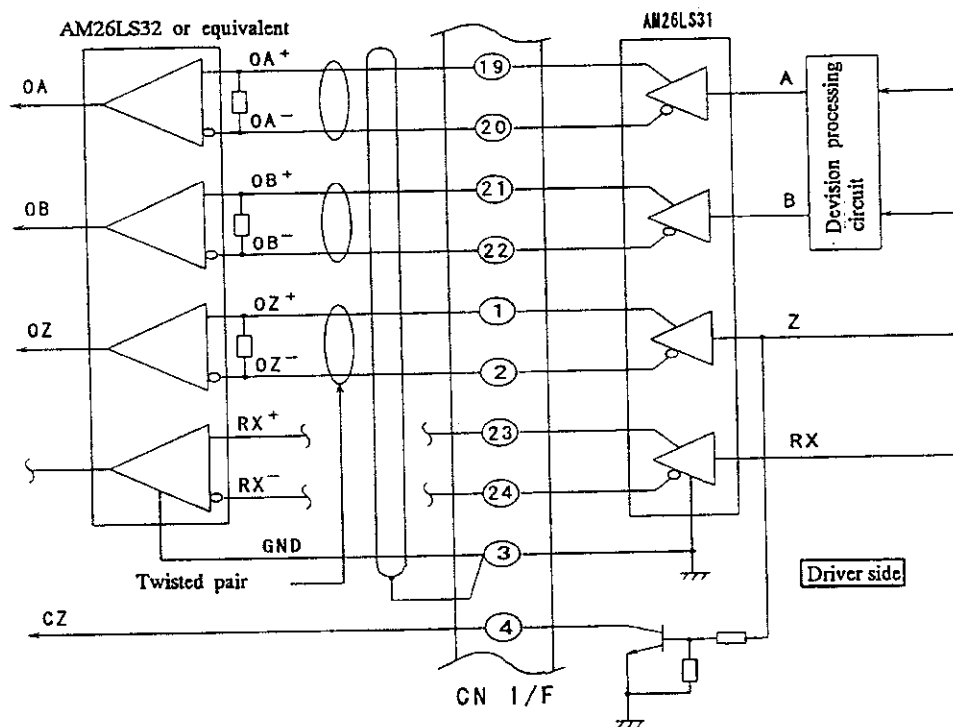 AM26LS32 or equivalent
AM26LS31
OA
OA+
OA-
19
20
A
OB
OB+
OB-
21
22
B
Devision processing
circuit
OZ
OZ+
OZ-
1
2
Z
RX+
RX-
23
24
RX
GND
3
Twisted pair
Driver side
CZ
4
CN I/F